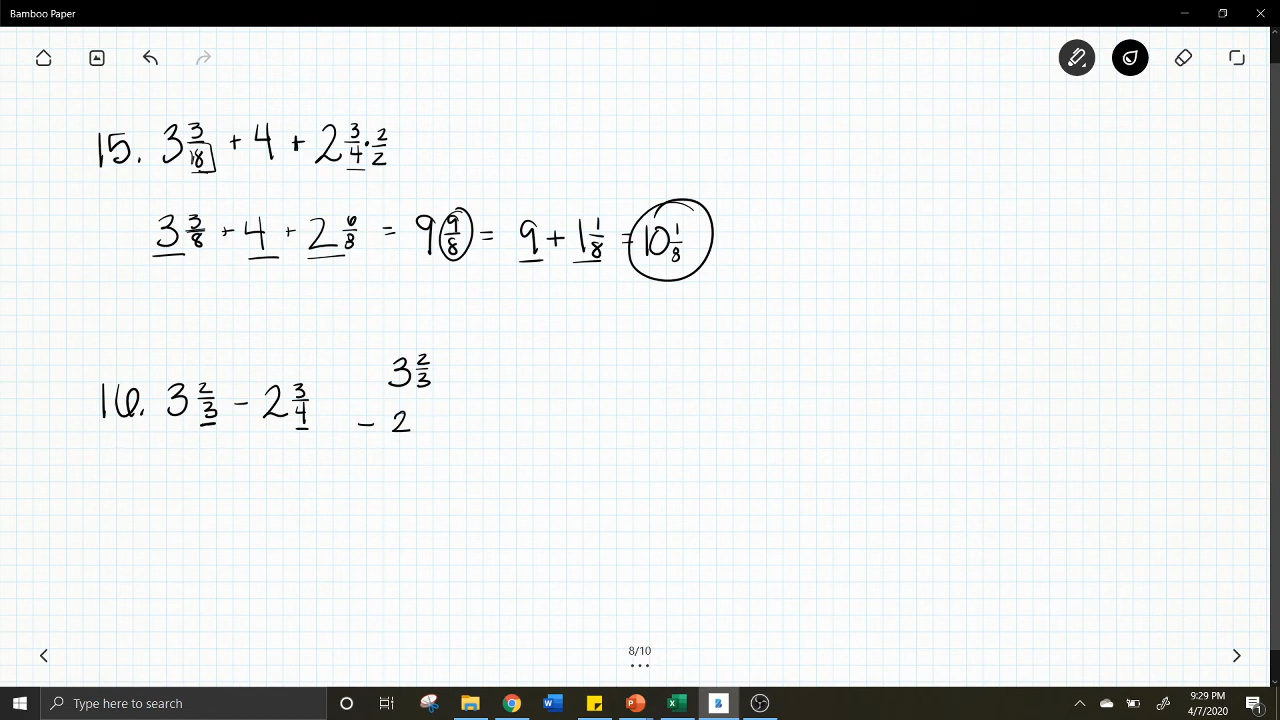 Bamboo Paper
15. 3 3/8 + 4 + 2 3/4 · 2/2
3 3/8 + 4 + 2 6/8 = 9 9/8 = 9 + 1 1/8 = 10 1/8
3 2/3
16. 3 2/3 - 2 3/4
- 2
8/10
Type here to search
9:29 PM
4/7/2020